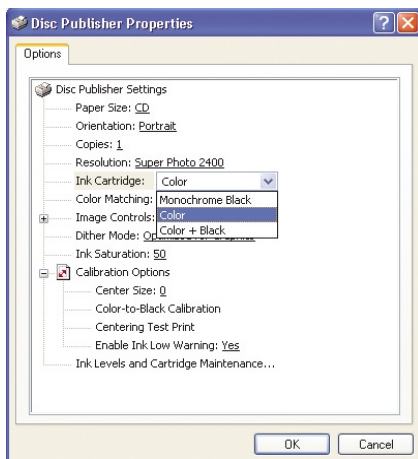 Disc Publisher Properties
Options
Disc Publisher Settings
Paper Size: CD
Orientation: Portrait
Copies: 1
Resolution: Super Photo 2400
Ink Cartridge: Color
Color Matching: Monochrome Black
Image Controls: Color
Color + Black
Dither Mode:
Ink Saturation: 50
Calibration Options
Center Size: 0
Color-to-Black Calibration
Centering Test Print
Enable Ink Low Warning: Yes
Ink Levels and Cartridge Maintenance...
OK Cancel